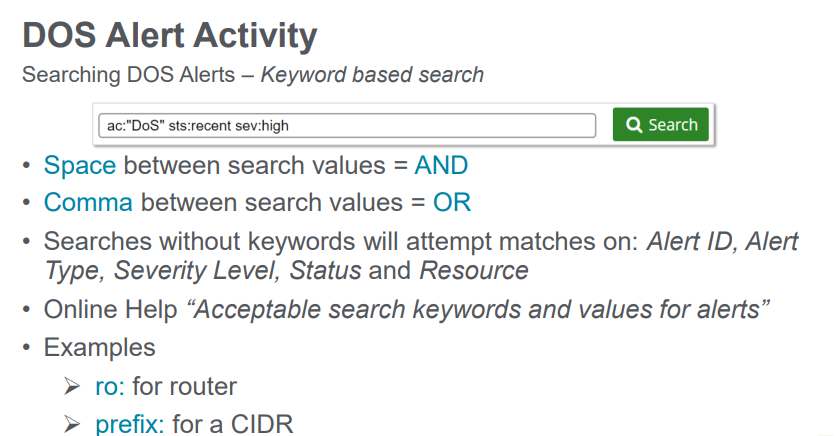 DOS Alert Activity
Searching DOS Alerts – Keyword based search
ac:"DoS" sts:recent sev:high
Search
• Space between search values = AND
• Comma between search values = OR
• Searches without keywords will attempt matches on: Alert ID, Alert
Type, Severity Level, Status and Resource
• Online Help “Acceptable search keywords and values for alerts”
• Examples
➢ ro: for router
➢ prefix: for a CIDR